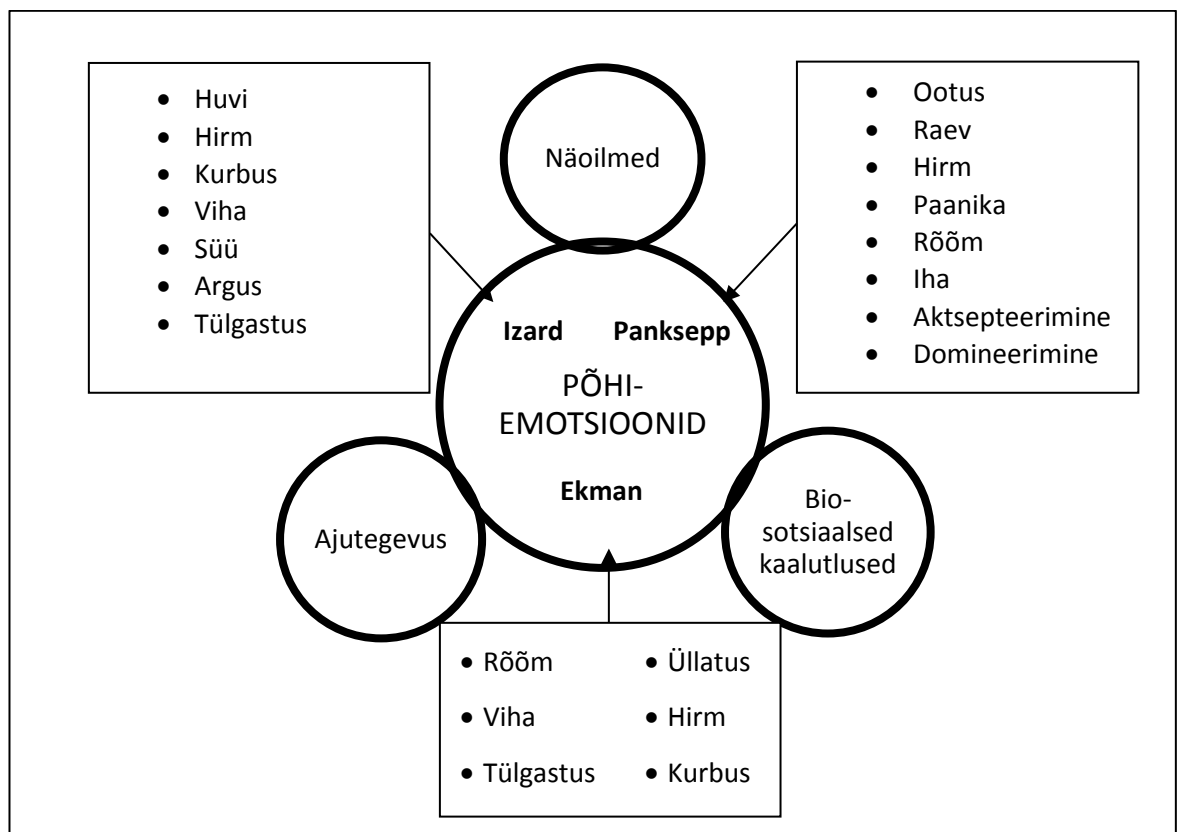 Huvi
Hirm
Kurbus
Viha
Süü
Argus
Tülgastus
Näoilmed
Ootus
Raev
Hirm
Paanika
Rõõm
Iha
Aktsepteerimine
Domineerimine
Izard Panksepp
PÕHI-
EMOTSIOONID
Ekman
Ajutegevus
Bio-
sotsiaalsed
kaalutlused
Rõõm Üllatus
Viha Hirm
Tülgastus Kurbus